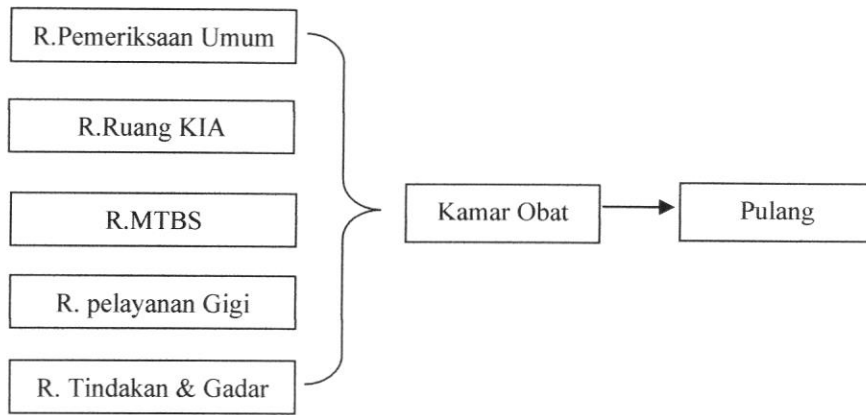 R.Pemeriksaan Umum
R.Ruang KIA
R.MTBS
R. pelayanan Gigi
R. Tindakan & Gadar
Kamar Obat
Pulang